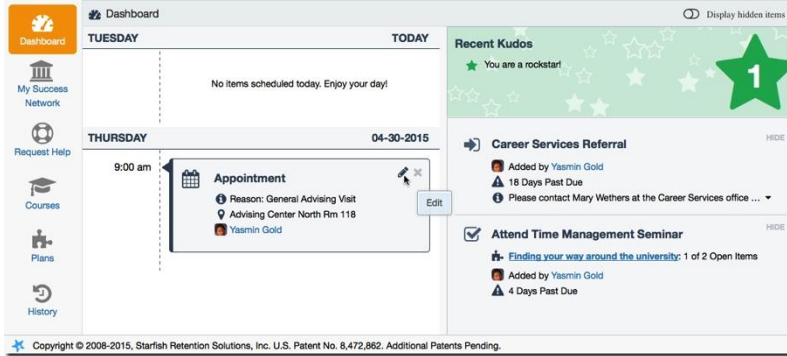 Dashboard
Display hidden items
Dashboard
My Success
Network
Request Help
Courses
Plans
History
TUESDAY TODAY
No items scheduled today. Enjoy your day!
THURSDAY 04-30-2015
9:00 am
Appointment
Reason: General Advising Visit
Advising Center North Rm 118
Yasmin Gold
Edit
Recent Kudos
You are a rockstar!
1
Career Services Referral HIDE
Added by Yasmin Gold
18 Days Past Due
Please contact Mary Wethers at the Career Services office ...
Attend Time Management Seminar HIDE
Finding your way around the university: 1 of 2 Open Items
Added by Yasmin Gold
4 Days Past Due
Copyright © 2008-2015, Starfish Retention Solutions, Inc. U.S. Patent No. 8,472,862. Additional Patents Pending.